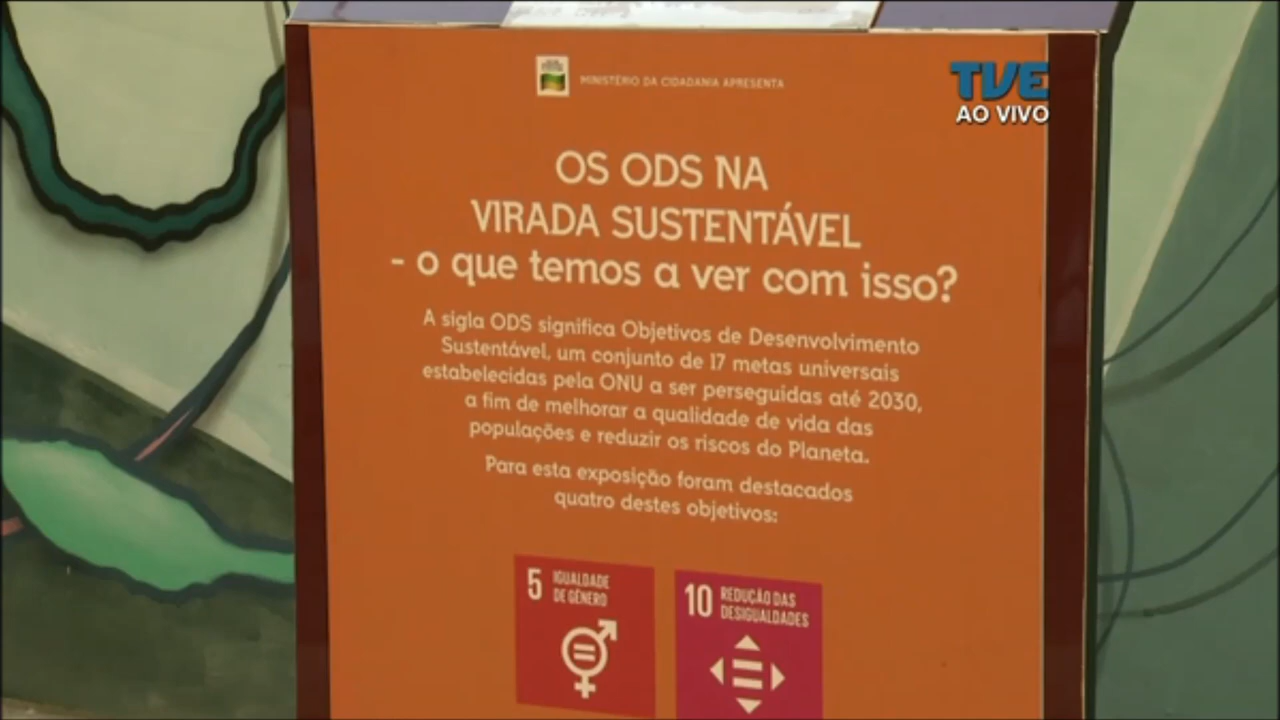 MINISTÉRIO DA CIDADANIA APRESENTA
TVE
AO VIVO
OS ODS NA
VIRADA SUSTENTÁVEL
- o que temos a ver com isso?
A sigla ODS significa Objetivos de Desenvolvimento
Sustentável, um conjunto de 17 metas universais
estabelecidas pela ONU a ser perseguidas até 2030,
a fim de melhorar a qualidade de vida das
populações e reduzir os riscos do Planeta.
Para esta exposição foram destacados
quatro destes objetivos:
5 IGUALDADE
DE GÊNERO
10 REDUÇÃO DAS
DESIGUALDADES